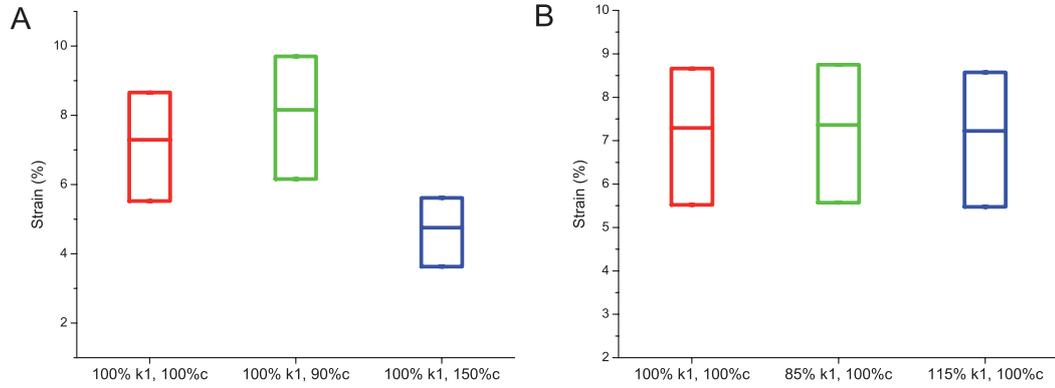 A
B
10
8
6
4
2
Strain (%)
100% k1, 100%c
100% k1, 90%c
100% k1, 150%c
10
9
8
7
6
5
4
3
2
Strain (%)
100% k1, 100%c
85% k1, 100%c
115% k1, 100%c